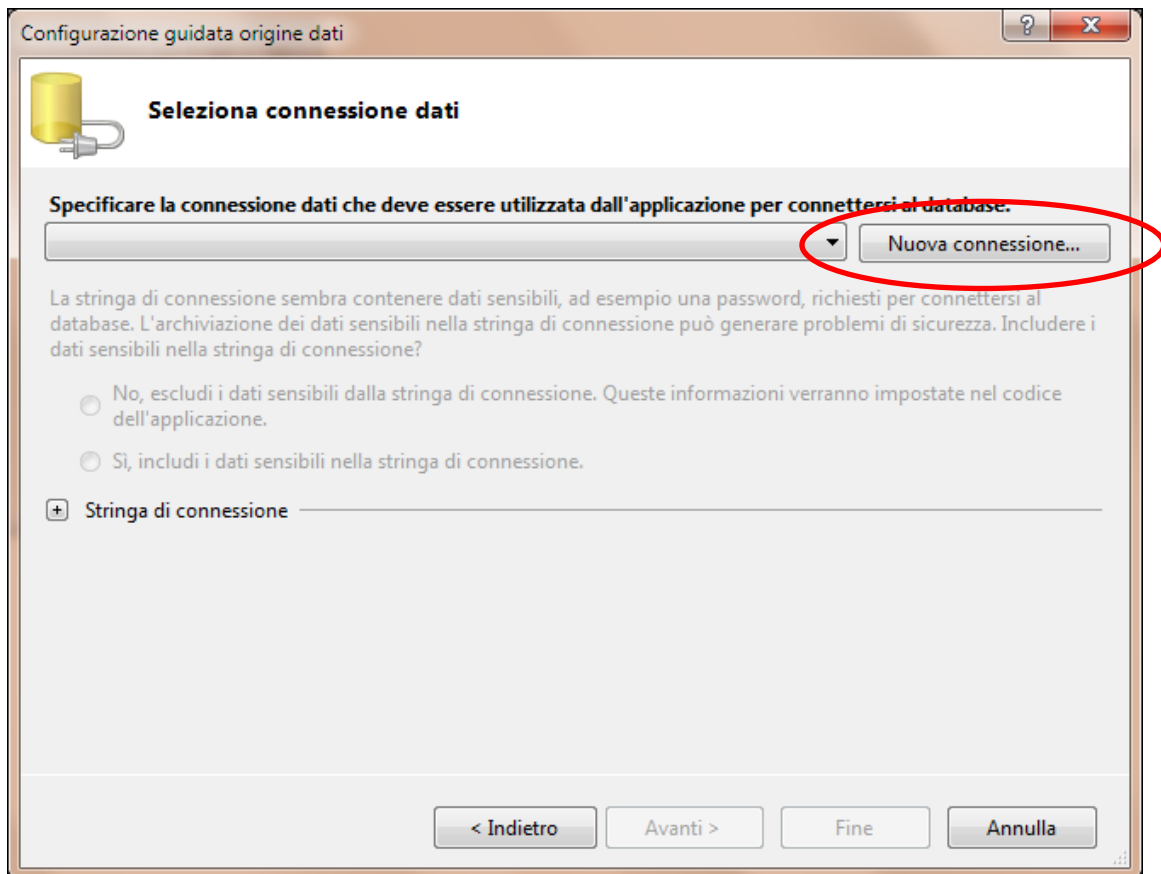 Configurazione guidata origine dati
Seleziona connessione dati
Specificare la connessione dati che deve essere utilizzata dall'applicazione per connettersi al database.
Nuova connessione...
La stringa di connessione sembra contenere dati sensibili, ad esempio una password, richiesti per connettersi al
database. L'archiviazione dei dati sensibili nella stringa di connessione può generare problemi di sicurezza. Includere i
dati sensibili nella stringa di connessione?
No, escludi i dati sensibili dalla stringa di connessione. Queste informazioni verranno impostate nel codice
dell'applicazione.
Sì, includi i dati sensibili nella stringa di connessione.
Stringa di connessione
< Indietro
Avanti >
Fine
Annulla